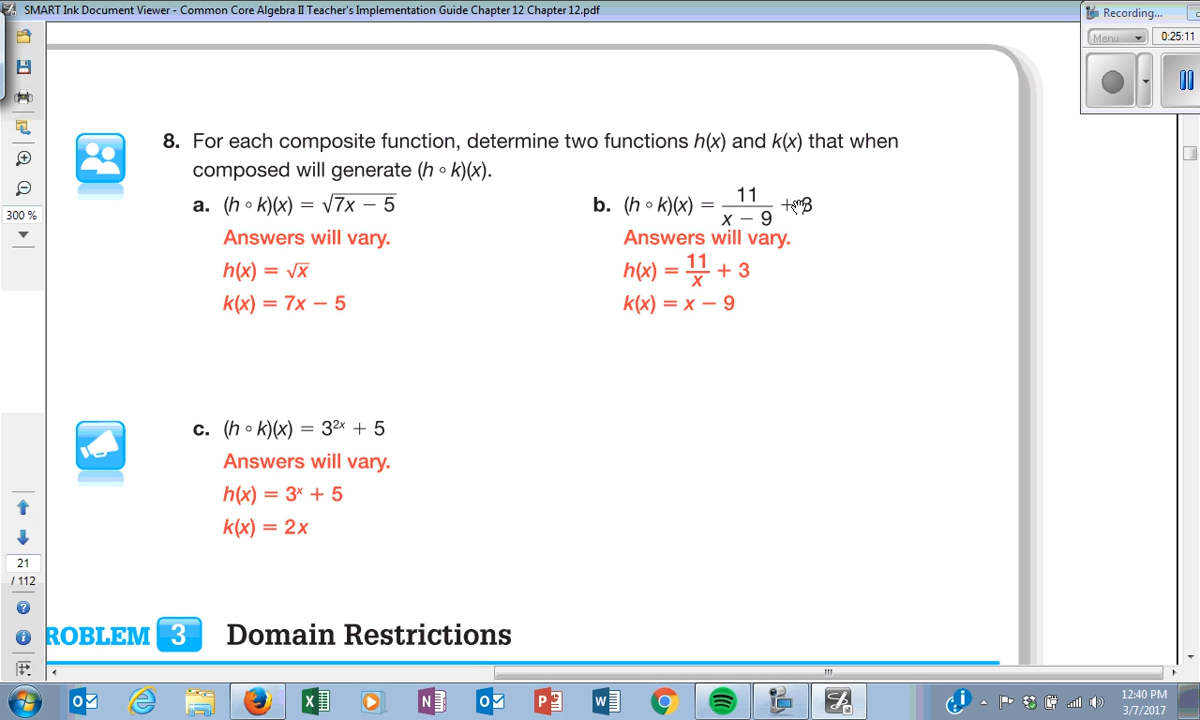 SMART Ink Document Viewer - Common Core Algebra II Teacher's Implementation Guide Chapter 12 Chapter 12.pdf
Recording...
Menu
0:25:11
300 %
21
/ 112
8. For each composite function, determine two functions h(x) and k(x) that when
composed will generate (h ∘ k)(x).
a. (h ∘ k)(x) = √7x − 5
Answers will vary.
h(x) = √x
k(x) = 7x − 5
b. (h ∘ k)(x) = 11/x − 9 + 3
Answers will vary.
h(x) = 11/x + 3
k(x) = x − 9
c. (h ∘ k)(x) = 3²ˣ + 5
Answers will vary.
h(x) = 3ˣ + 5
k(x) = 2x
ROBLEM 3 Domain Restrictions
12:40 PM
3/7/2017